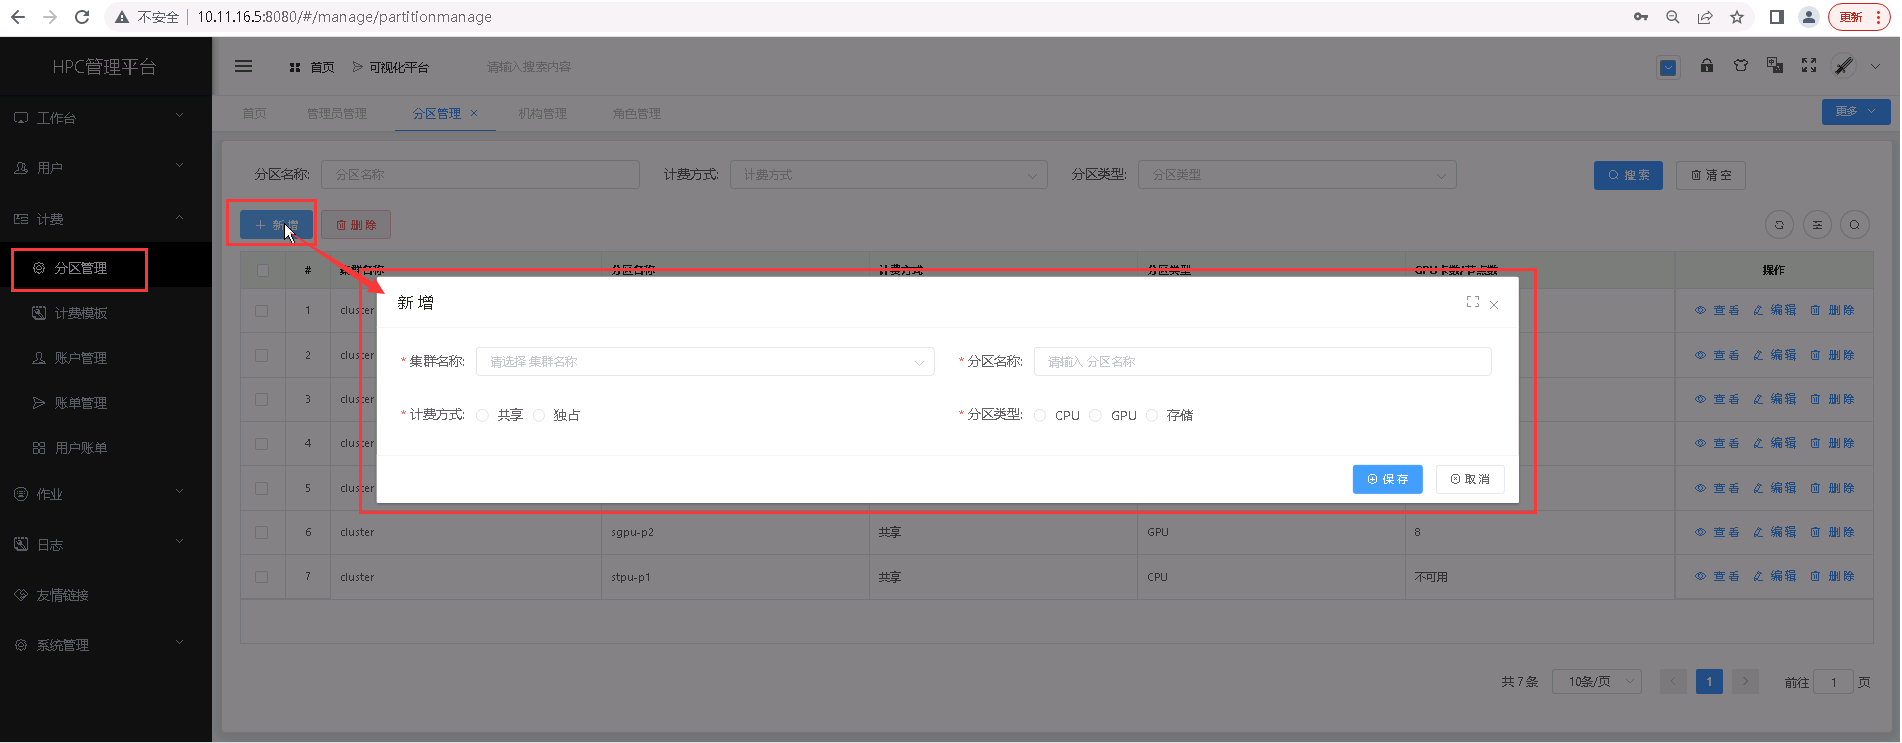 不安全 10.11.16.5:8080/#/manage/partitionmanage 更新
HPC管理平台 首页 可视化平台 请输入搜索内容
首页 管理员管理 分区管理 × 机构管理 角色管理 更多
工作台
用户
计费
分区管理
计费模板
账户管理
账单管理
用户账单
作业
日志
友情链接
系统管理
分区名称: 分区名称 计费方式: 计费方式 分区类型: 分区类型 搜索 清空
+ 新增 删除
# 集群名称 分区名称 计费方式 分区类型 GPU卡数/节点数 操作
1 cluster 查看 编辑 删除
2 cluster 查看 编辑 删除
3 cluster 查看 编辑 删除
4 cluster 查看 编辑 删除
5 cluster 查看 编辑 删除
6 cluster sgpu-p2 共享 GPU 8 查看 编辑 删除
7 cluster stpu-p1 共享 CPU 不可用 查看 编辑 删除
新增
*集群名称: 请选择 集群名称 *分区名称: 请输入 分区名称
*计费方式: 共享 独占 *分区类型: CPU GPU 存储
保存 取消
共 7 条 10条/页 < 1 > 前往 1 页